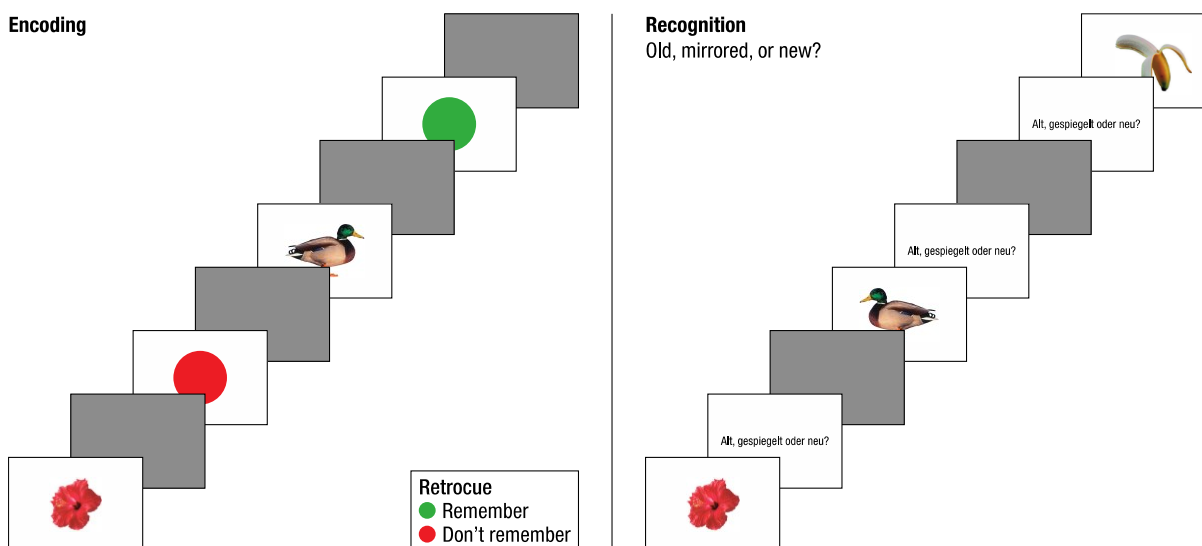 Encoding
Retrocue
Remember
Don't remember
Recognition
Old, mirrored, or new?
Alt, gespiegelt oder neu?
Alt, gespiegelt oder neu?
Alt, gespiegelt oder neu?